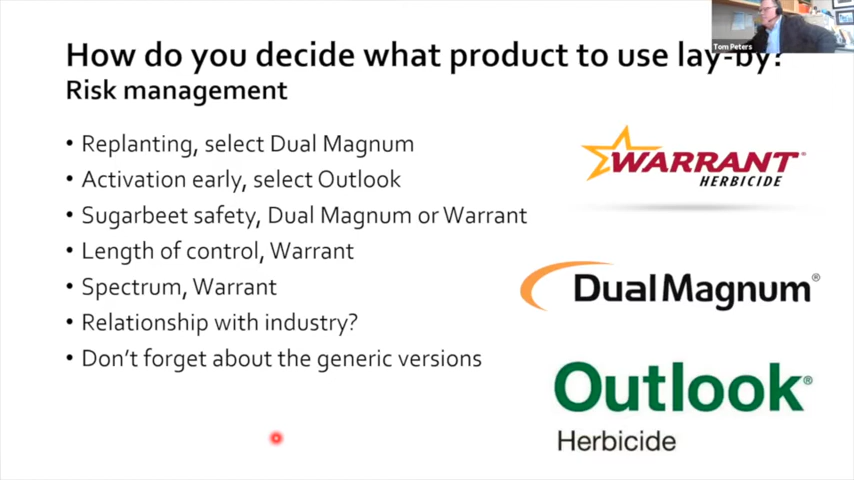 Tom Peters
How do you decide what product to use lay-by?
Risk management
• Replanting, select Dual Magnum
• Activation early, select Outlook
• Sugarbeet safety, Dual Magnum or Warrant
• Length of control, Warrant
• Spectrum, Warrant
• Relationship with industry?
• Don't forget about the generic versions
WARRANT®
HERBICIDE
Dual Magnum®
Outlook®
Herbicide